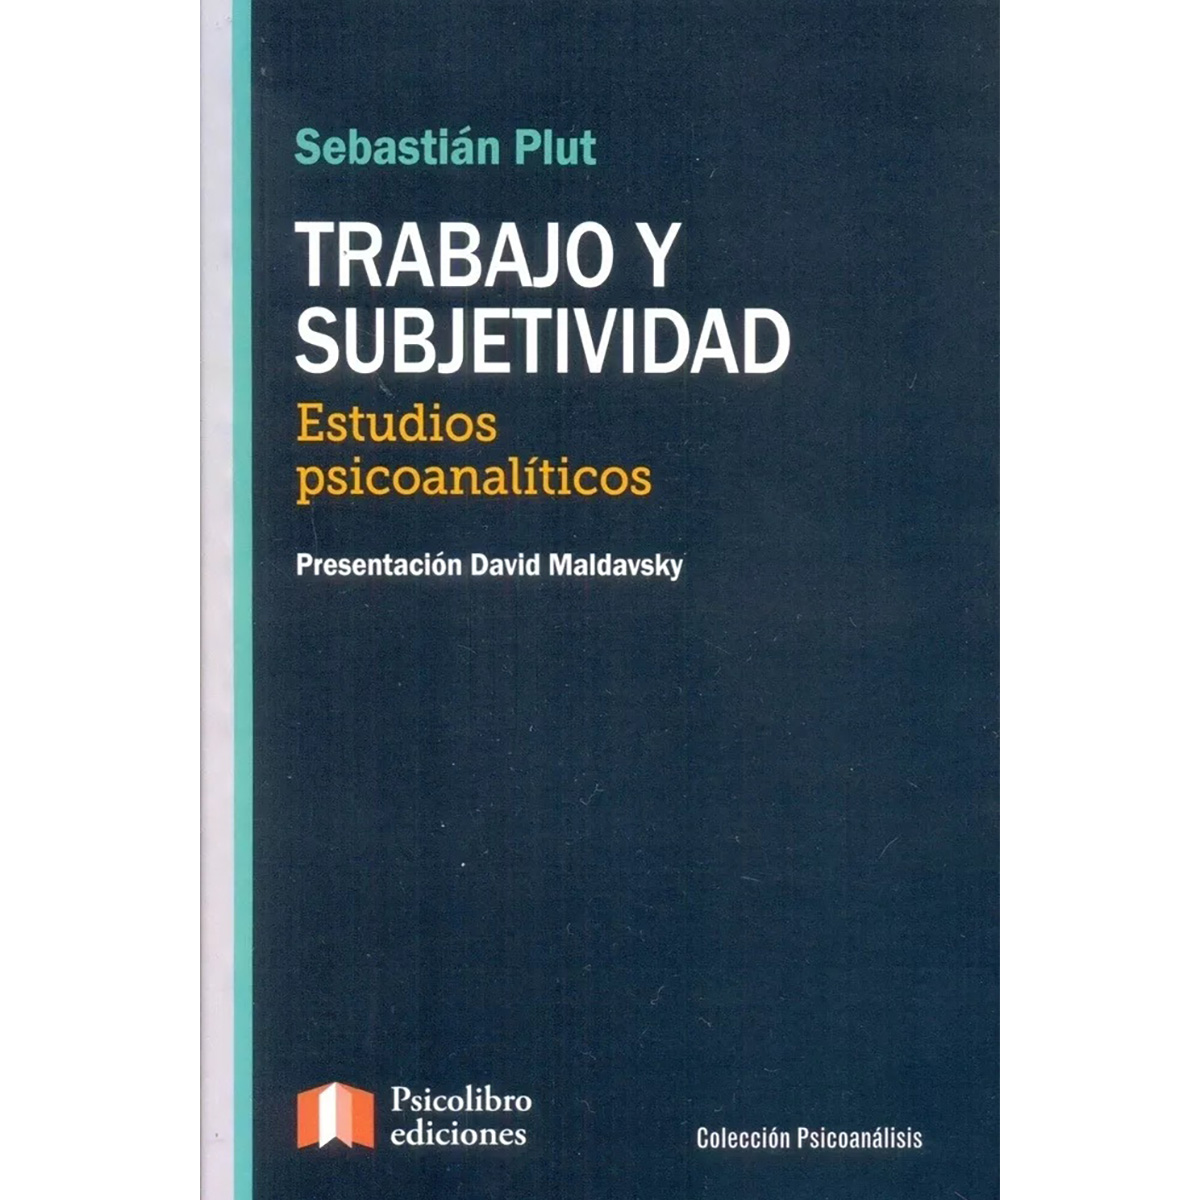 Sebastián Plut
TRABAJO Y
SUBJETIVIDAD
Estudios
psicoanalíticos
Presentación David Maldavsky
Psicolibro
ediciones
Colección Psicoanálisis